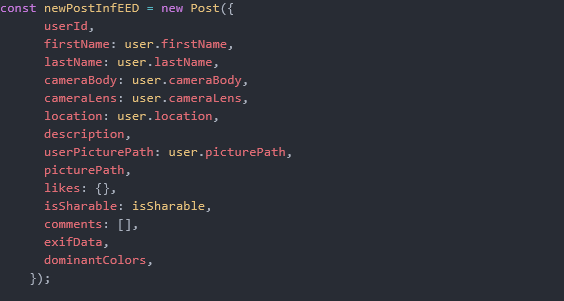 const newPostInfEED = new Post({
userId,
firstName: user.firstName,
lastName: user.lastName,
cameraBody: user.cameraBody,
cameraLens: user.cameraLens,
location: user.location,
description,
userPicturePath: user.picturePath,
picturePath,
likes: {},
isSharable: isSharable,
comments: [],
exifData,
dominantColors,
});